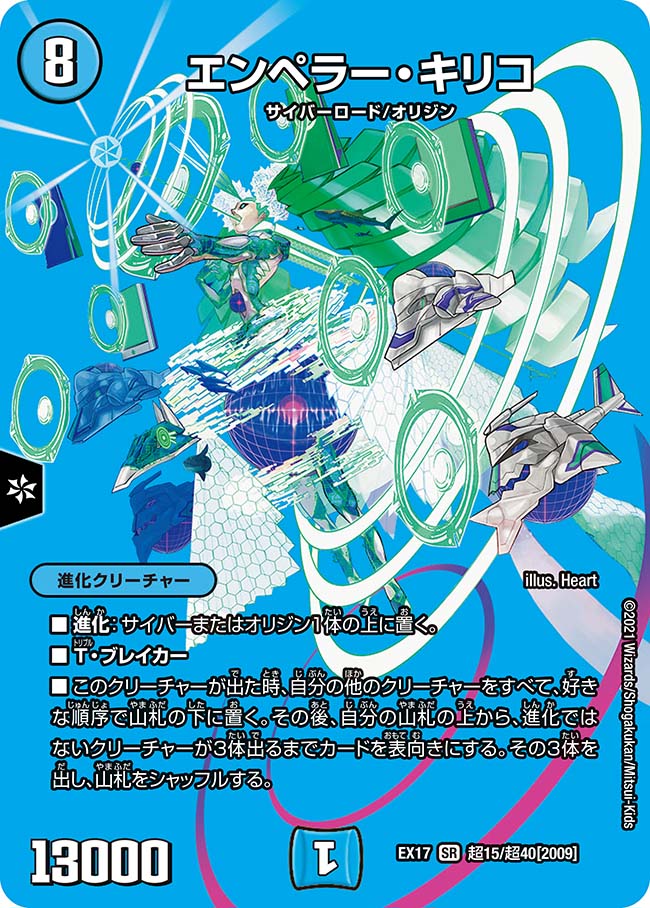 8
エンペラー・キリコ
サイバーロード/オリジン
進化クリーチャー
illus. Heart
■進化:サイバーまたはオリジン1体の上に置く。
■T・ブレイカー
■このクリーチャーが出た時、自分の他のクリーチャーをすべて、好き
な順序で山札の下に置く。その後、自分の山札の上から、進化では
ないクリーチャーが3体出るまでカードを表向きにする。その3体を
出し、山札をシャッフルする。
©2021 Wizards/Shogakukan/Mitsui-Kids
13000
1
EX17 SR 超15/超40[2009]